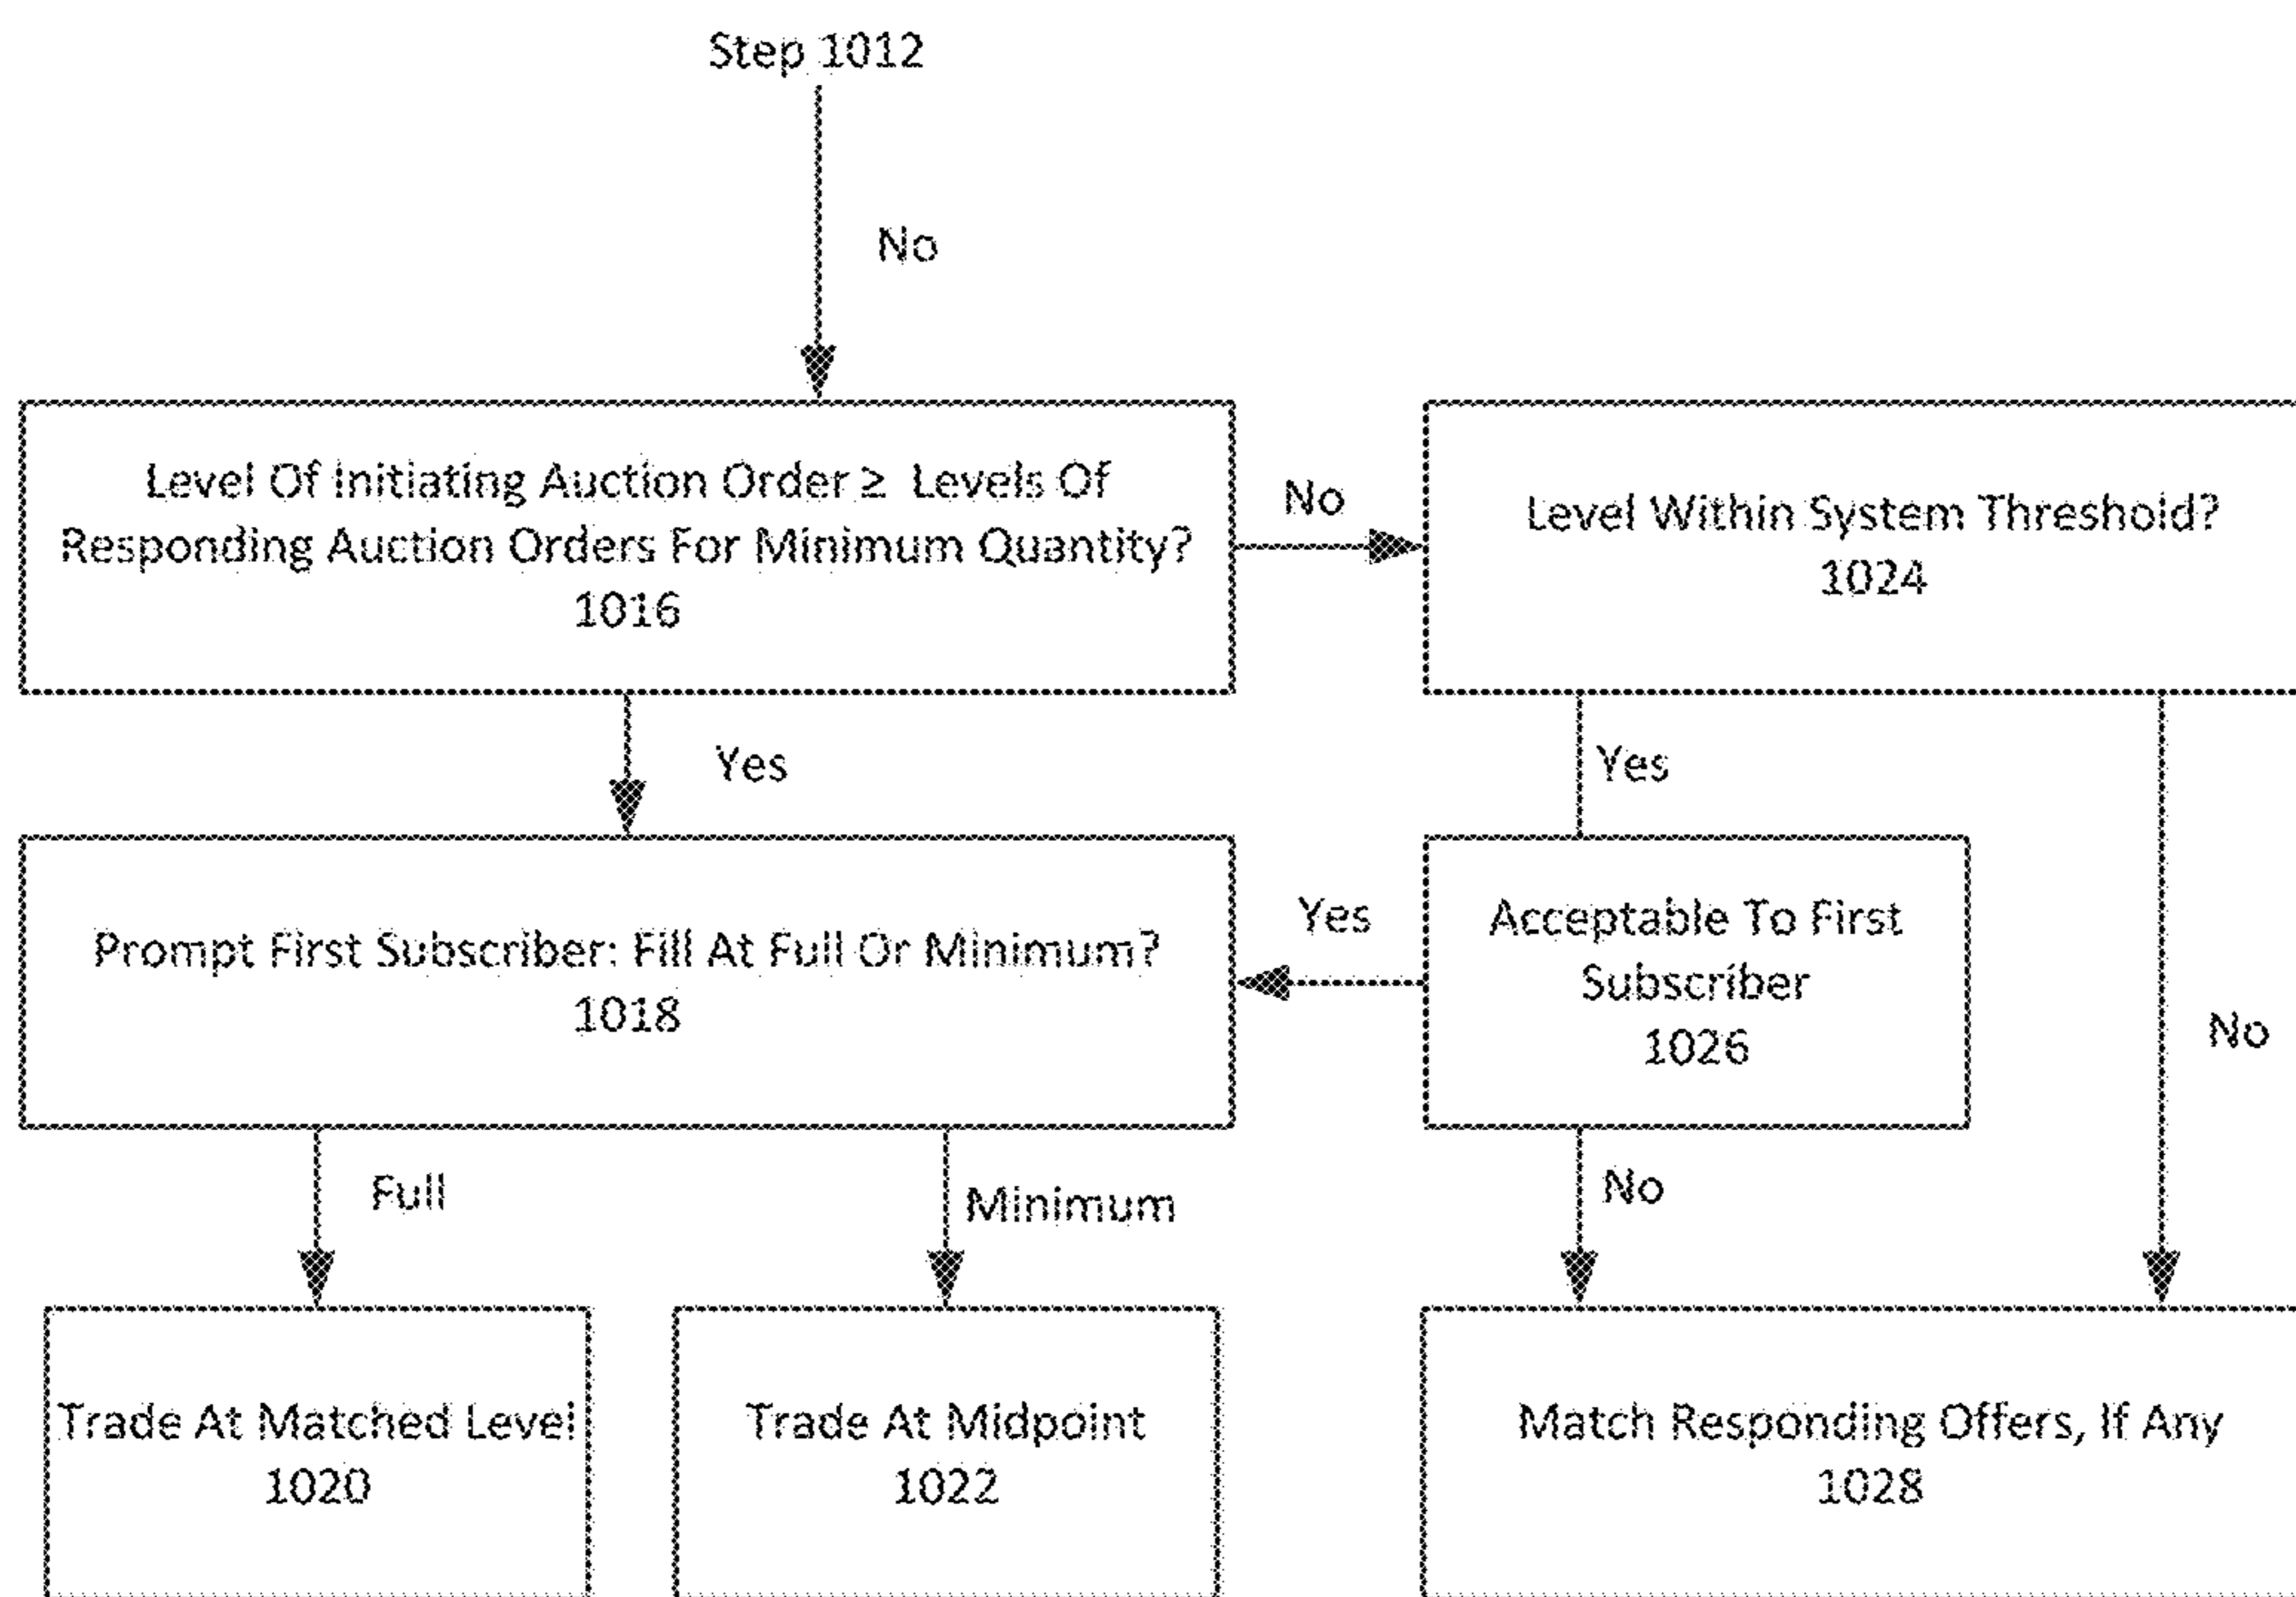 Step 1012
No
Level Of Initiating Auction Order ≥ Levels Of
Responding Auction Orders For Minimum Quantity?
1016
No
Level Within System Threshold?
1024
Yes
Yes
Prompt First Subscriber: Fill At Full Or Minimum?
1018
Yes
Acceptable To First
Subscriber
1026
No
Full
Minimum
No
Trade At Matched Level
1020
Trade At Midpoint
1022
Match Responding Offers, If Any
1028